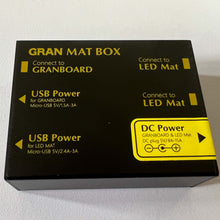 GRAN MAT BOX
Connect to
GRANBOARD
Connect to
LED Mat
USB Power
for GRANBOARD
Micro-USB 5V/1.5A-3A
Connect to
LED Mat
USB Power
for LED MAT
Micro-USB 5V/2.4A-3A
DC Power
GRANBOARD & LED Mat
DC plug 5V/9A-11A